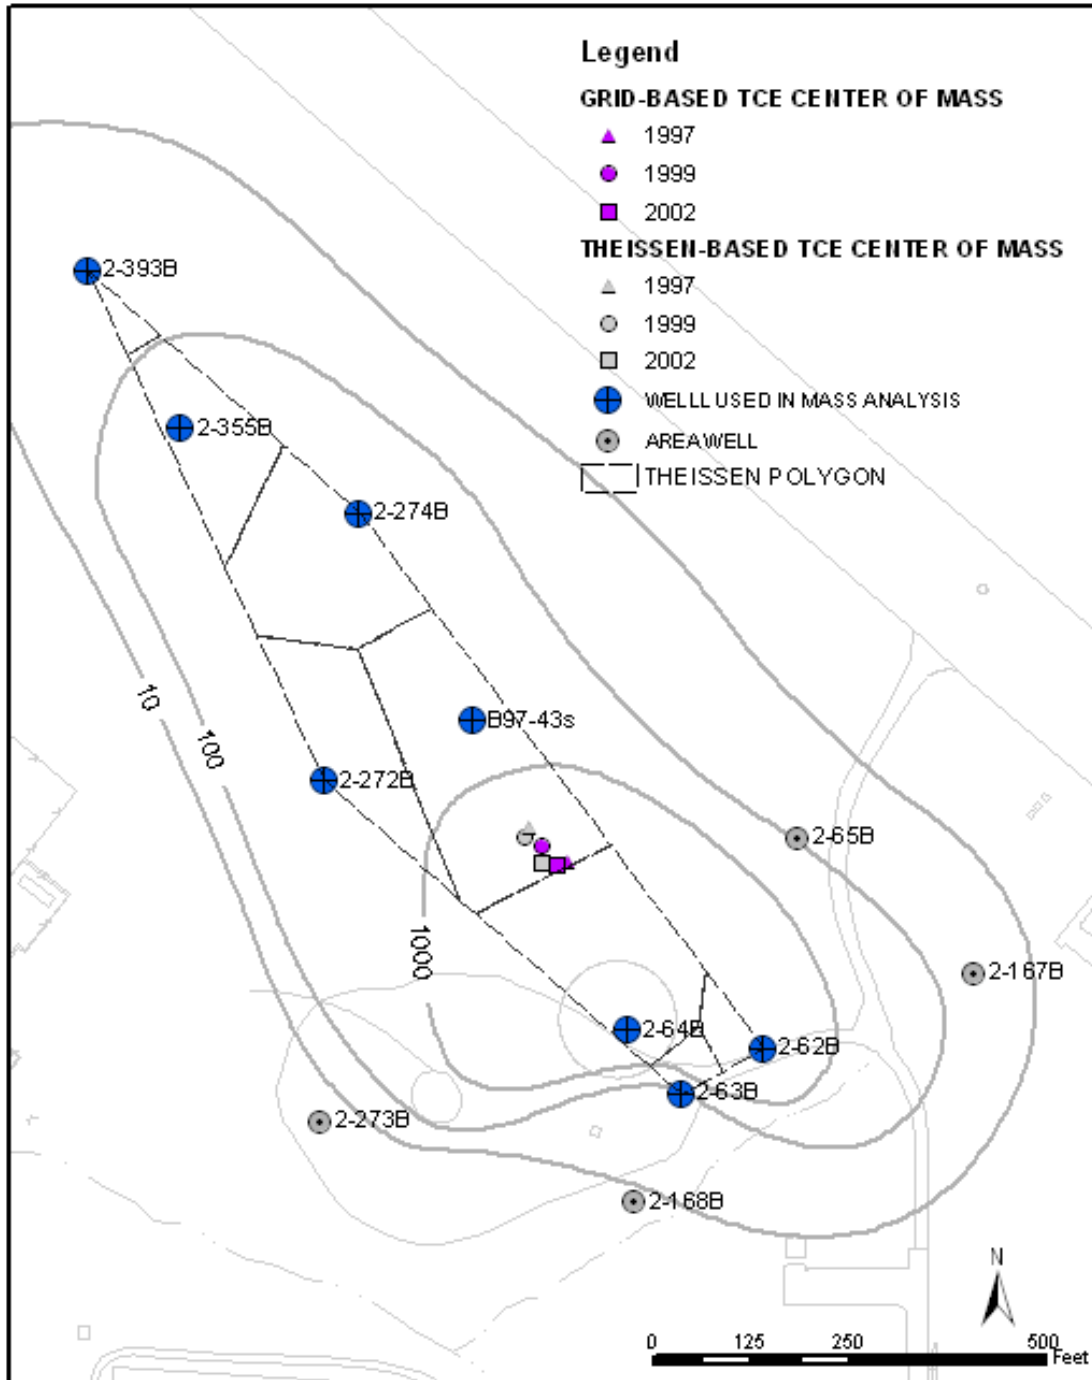 Legend
GRID-BASED TCE CENTER OF MASS
1997
1999
2002
THEISSEN-BASED TCE CENTER OF MASS
1997
1999
2002
WELLL USED IN MASS ANALYSIS
AREA WELL
THEISSEN POLYGON
2-393B
2-355B
2-274B
10
100
B97-43s
2-272B
2-65B
1000
2-167B
2-64B
2-62B
2-63B
2-273B
2-168B
N
0 125 250 500
Feet